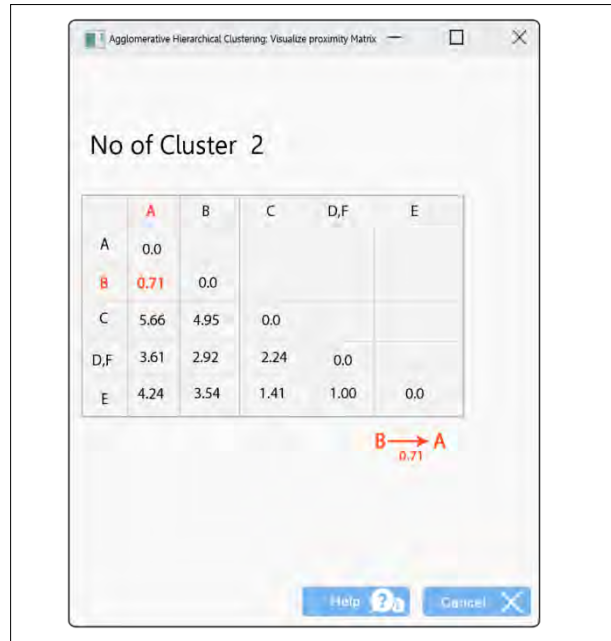 Agglomerative Hierarchical Clustering: Visualize proximity Matrix
No of Cluster 2
A B C D,F E
A 0.0
B 0.71 0.0
C 5.66 4.95 0.0
D,F 3.61 2.92 2.24 0.0
E 4.24 3.54 1.41 1.00 0.0
B → A
0.71
Help ? Cancel